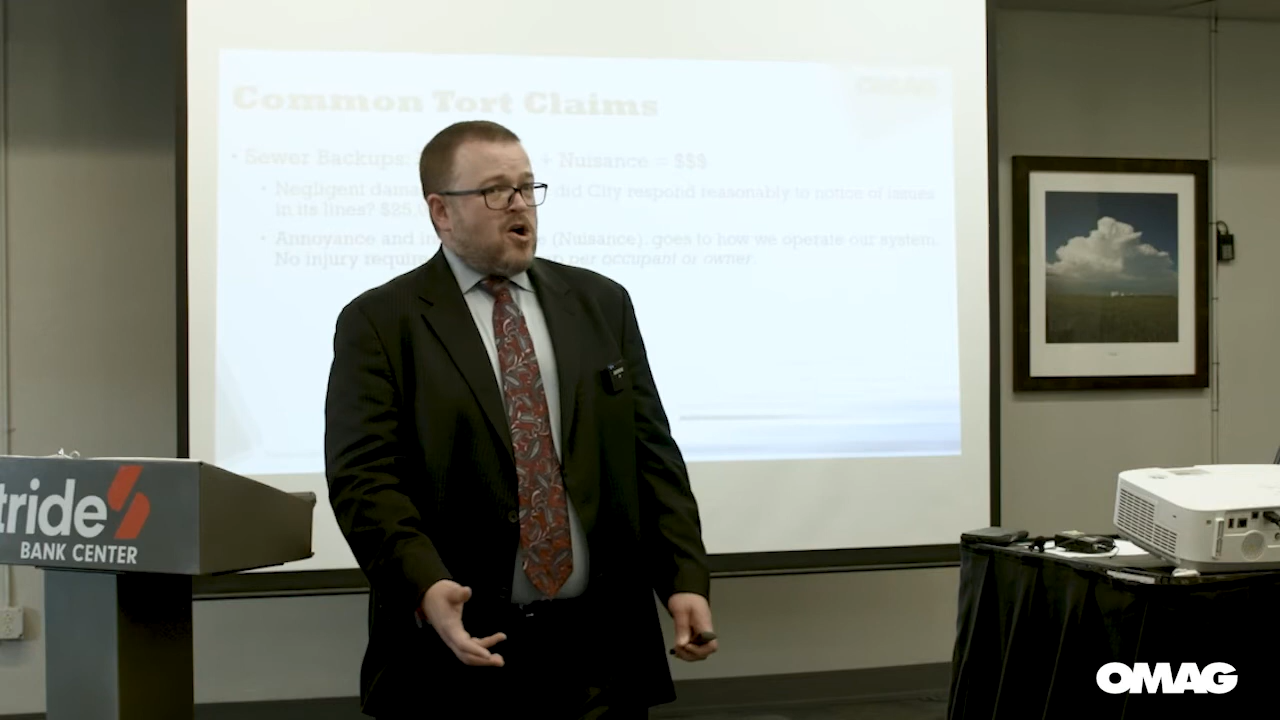 OMAG
Common Tort Claims
• Sewer Backups: + Nuisance = $$$
• Negligent did City respond reasonably to notice of issues
in its lines?
• Annoyance and (Nuisance), goes to how we operate our system.
No injury per occupant or owner.
tride
BANK CENTER
OMAG